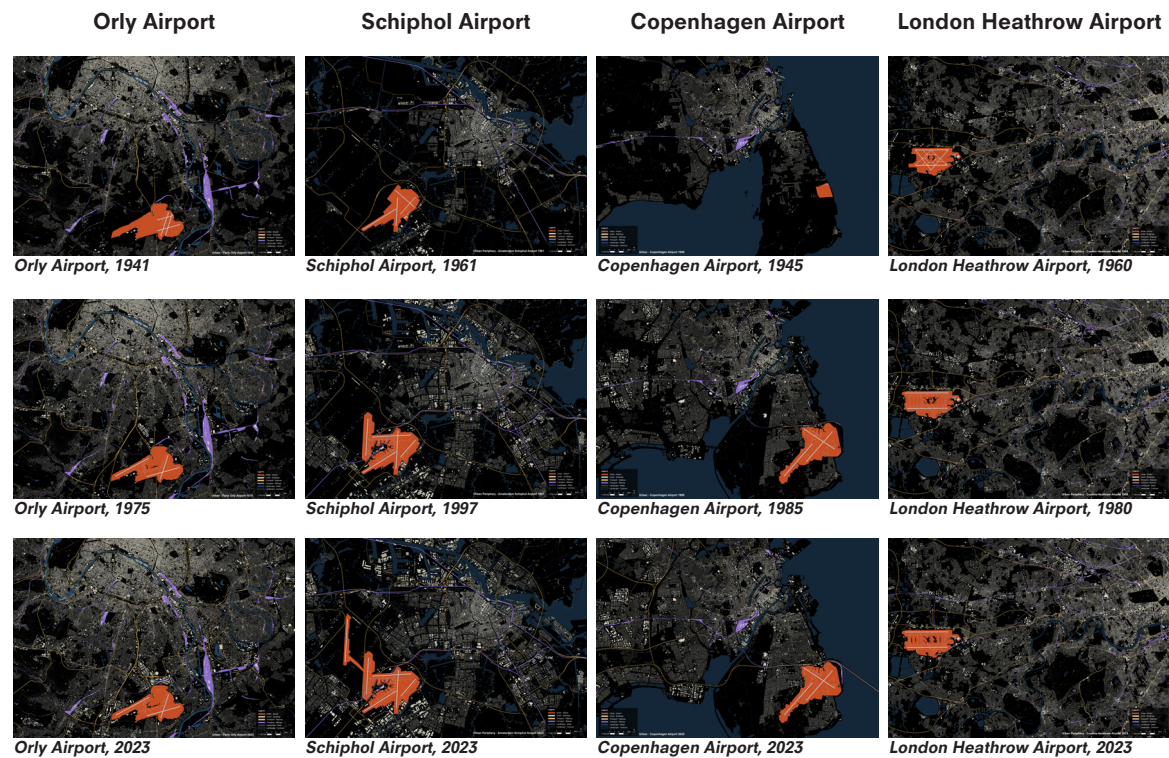 Orly Airport
Schiphol Airport
Copenhagen Airport
London Heathrow Airport
Orly Airport, 1941
Schiphol Airport, 1961
Copenhagen Airport, 1945
London Heathrow Airport, 1960
Orly Airport, 1975
Schiphol Airport, 1997
Copenhagen Airport, 1985
London Heathrow Airport, 1980
Orly Airport, 2023
Schiphol Airport, 2023
Copenhagen Airport, 2023
London Heathrow Airport, 2023